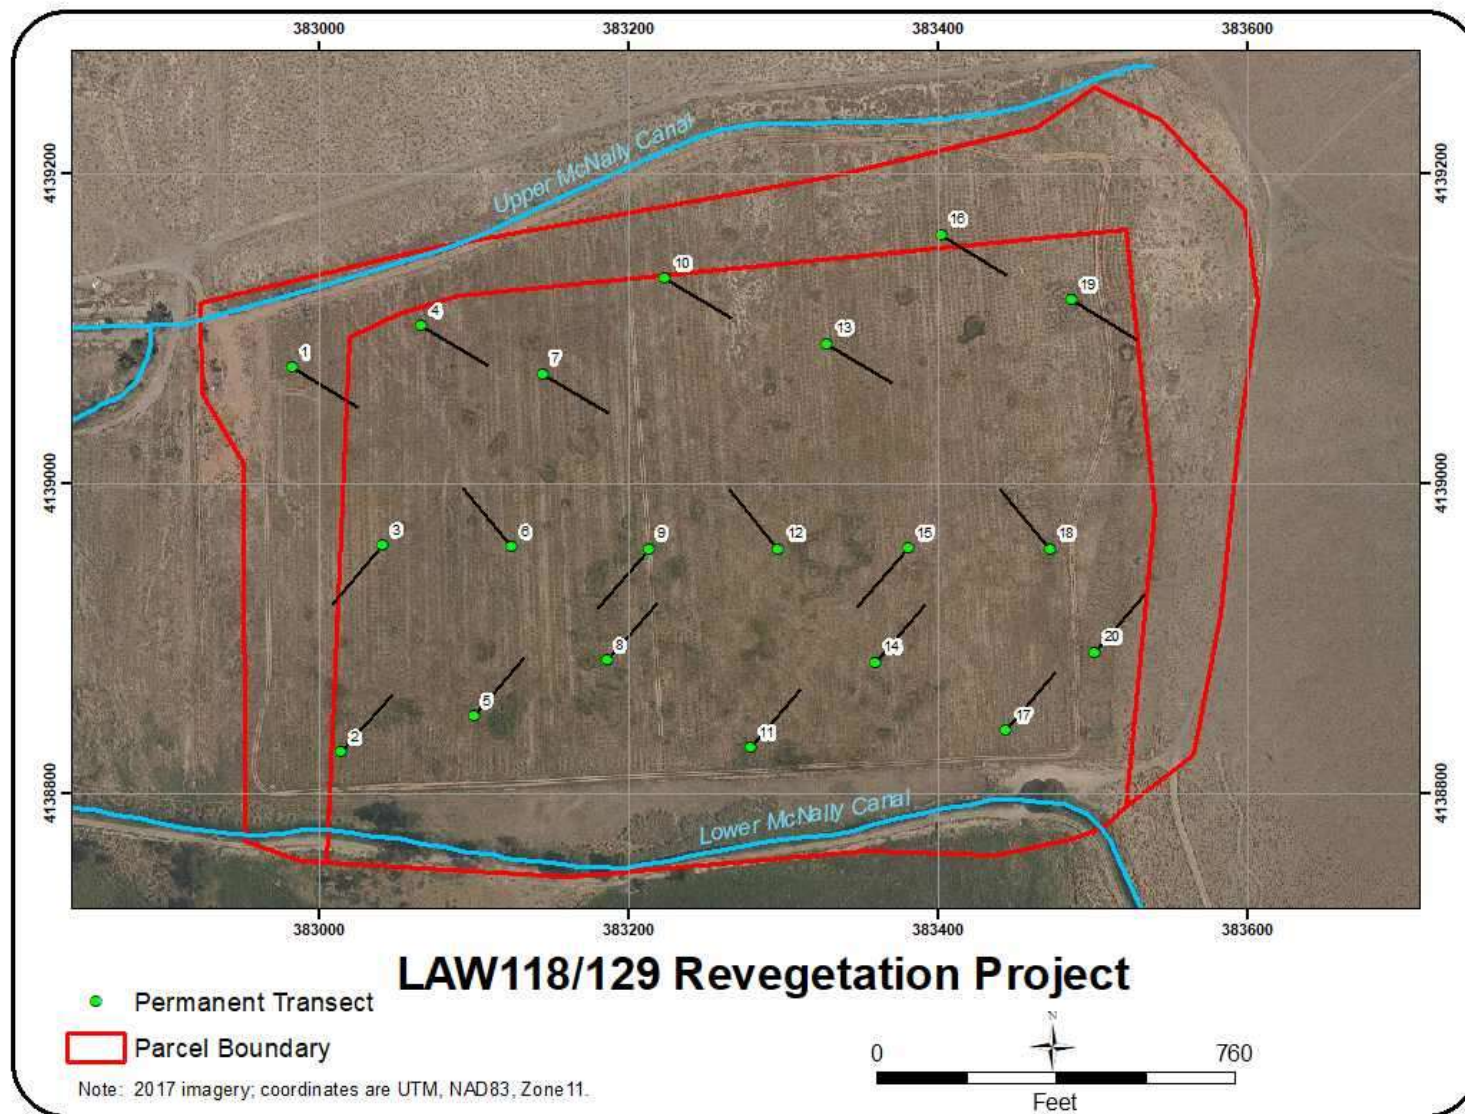 383000 383200 383400 383600
4139200 4139200
Upper McNally Canal
16
10
19
4
13
1
7
4139000 4139000
3 6 9 12 15 18
8 14 20
5
17
2 11
4138800 4138800
Lower McNally Canal
383000 383200 383400 383600
LAW118/129 Revegetation Project
Permanent Transect
Parcel Boundary
Note: 2017 imagery; coordinates are UTM, NAD83, Zone11.
N
0 760
Feet